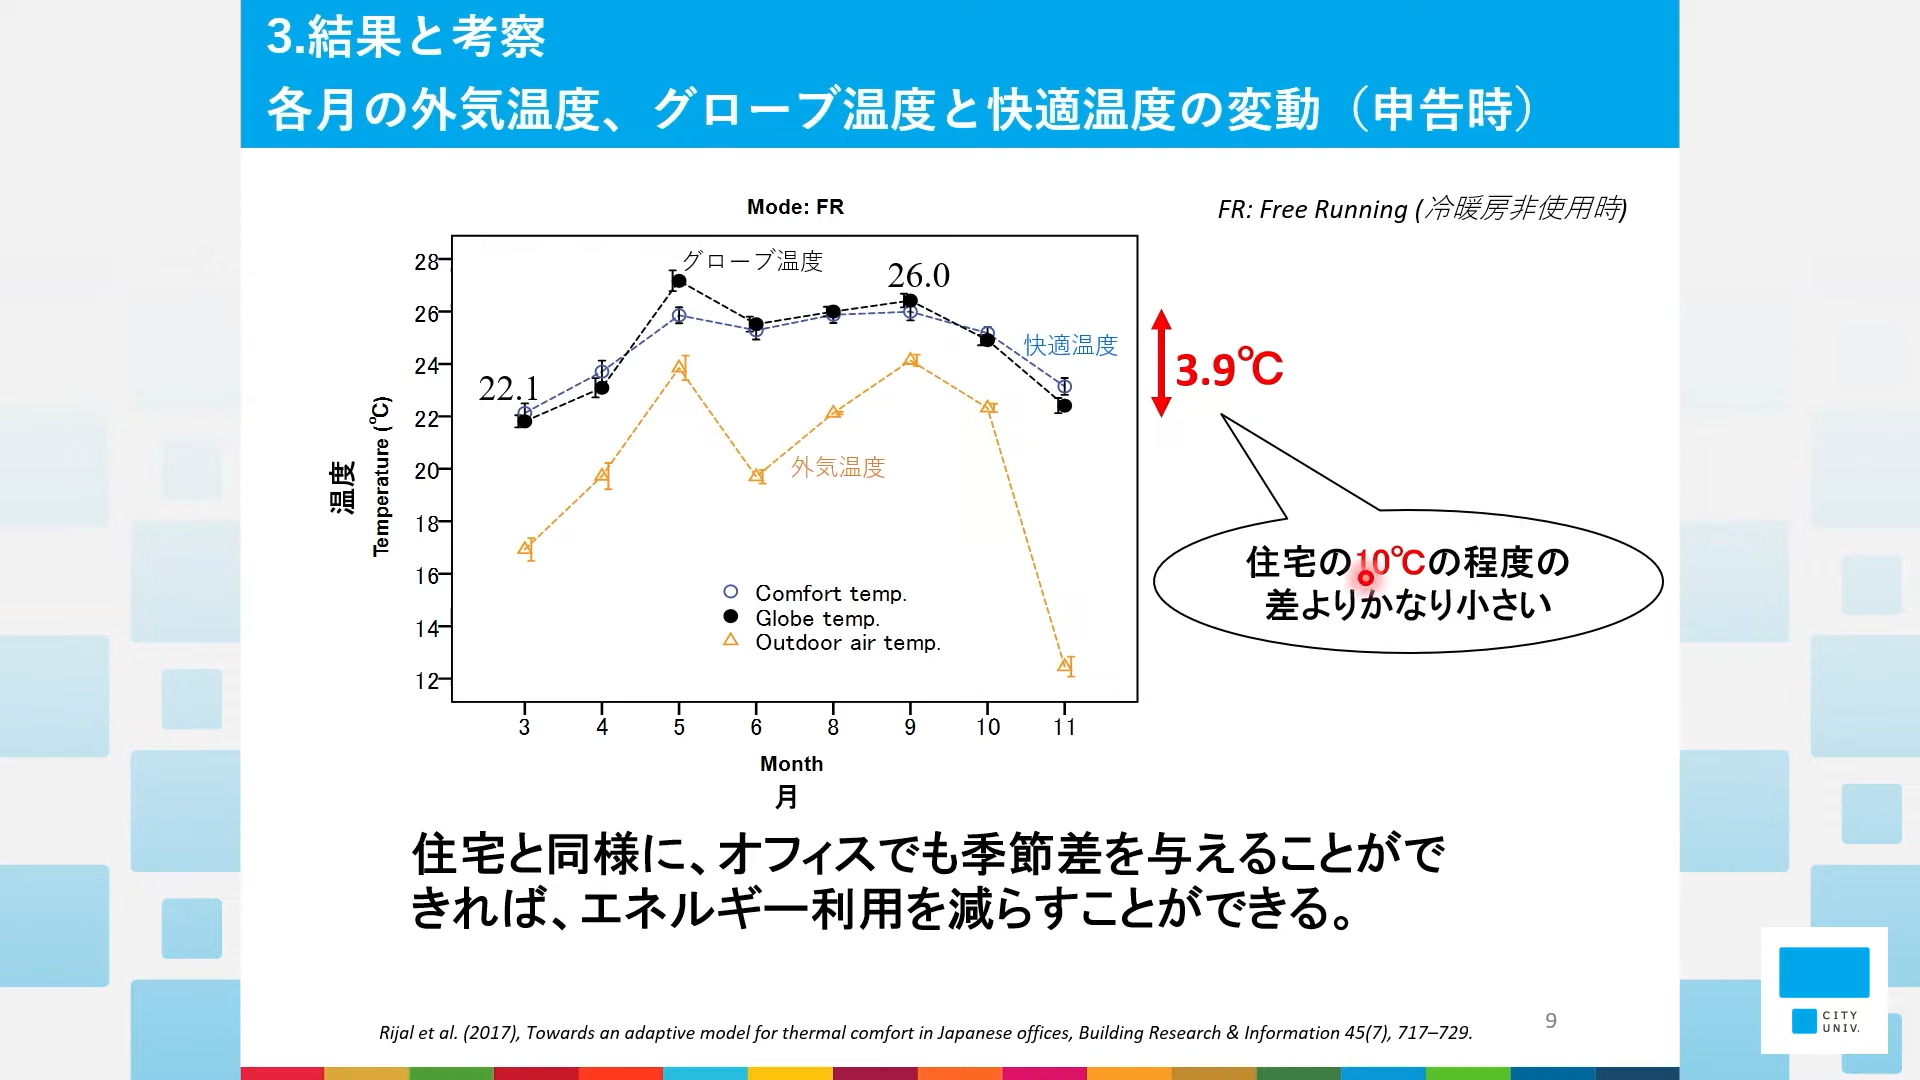 3.結果と考察
各月の外気温度、グローブ温度と快適温度の変動（申告時）
Mode: FR
FR: Free Running (冷暖房非使用時)
グローブ温度
26.0
22.1
快適温度
外気温度
3.9℃
住宅の10℃の程度の
差よりかなり小さい
28
26
24
22
20
18
16
14
12
温度
Temperature (℃)
Comfort temp.
Globe temp.
Outdoor air temp.
3 4 5 6 8 9 10 11
Month
月
住宅と同様に、オフィスでも季節差を与えることがで
きれば、エネルギー利用を減らすことができる。
Rijal et al. (2017), Towards an adaptive model for thermal comfort in Japanese offices, Building Research & Information 45(7), 717–729.
9
CITY
UNIV.